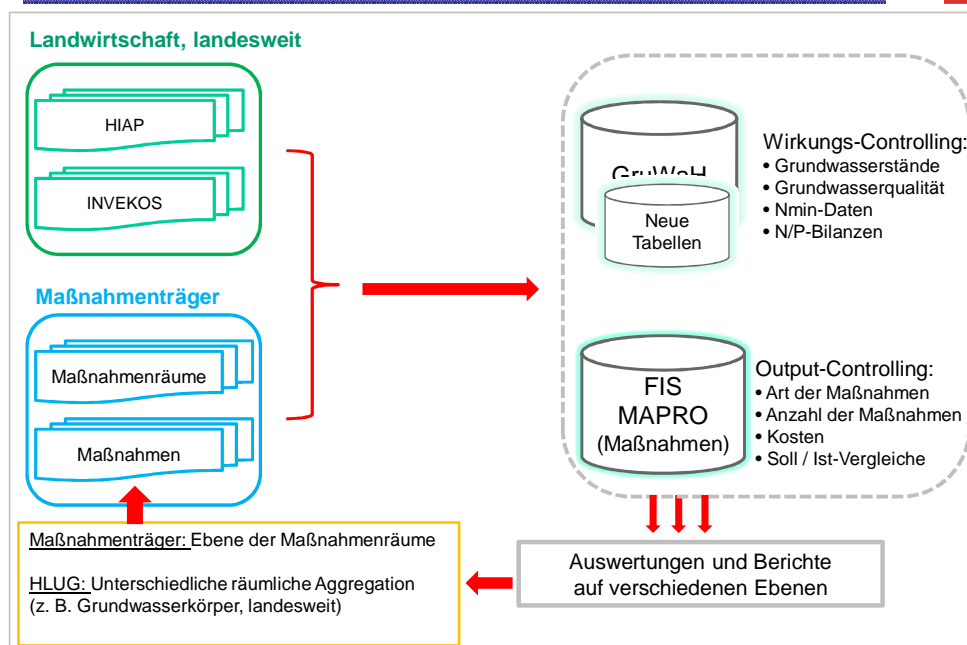 Landwirtschaft, landesweit
HIAP
INVEKOS
Maßnahmenträger
Maßnahmenräume
Maßnahmen
Maßnahmenträger: Ebene der Maßnahmenräume
HLUG: Unterschiedliche räumliche Aggregation
(z. B. Grundwasserkörper, landesweit)
GruWaH
Neue
Tabellen
Wirkungs-Controlling:
• Grundwasserstände
• Grundwasserqualität
• Nmin-Daten
• N/P-Bilanzen
FIS
MAPRO
(Maßnahmen)
Output-Controlling:
• Art der Maßnahmen
• Anzahl der Maßnahmen
• Kosten
• Soll / Ist-Vergleiche
Auswertungen und Berichte
auf verschiedenen Ebenen